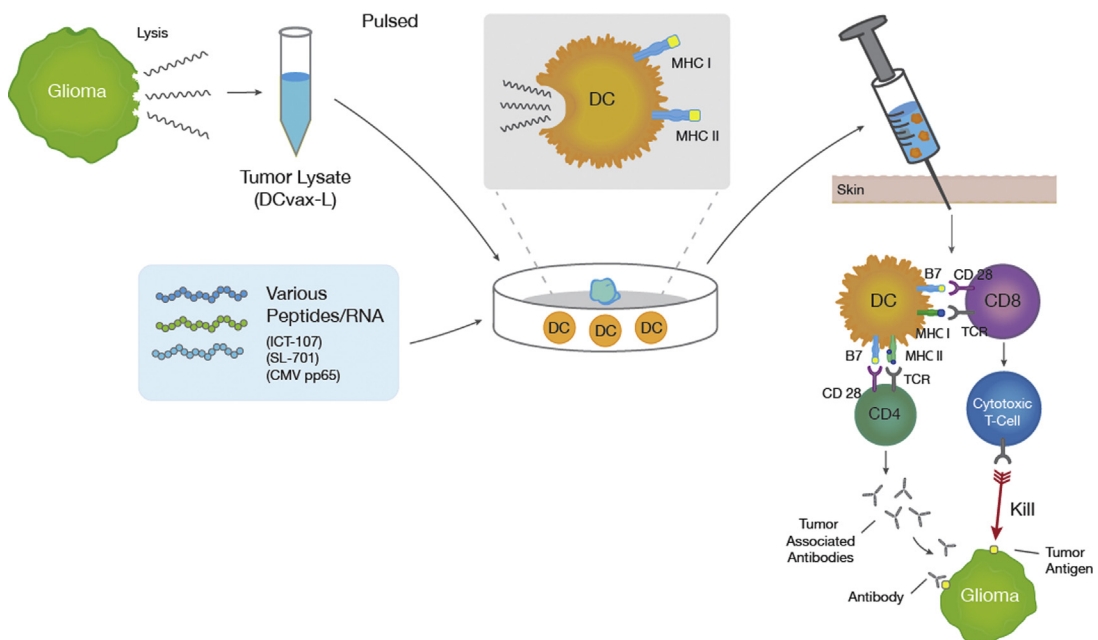 Glioma
Lysis
Tumor Lysate
(DCvax-L)
Pulsed
Various
Peptides/RNA
(ICT-107)
(SL-701)
(CMV pp65)
DC
MHC I
MHC II
DC
DC
DC
Skin
DC
B7
CD 28
CD8
MHC I
TCR
B7
MHC II
CD 28
TCR
CD4
Cytotoxic
T-Cell
Kill
Tumor
Associated
Antibodies
Tumor
Antigen
Antibody
Glioma